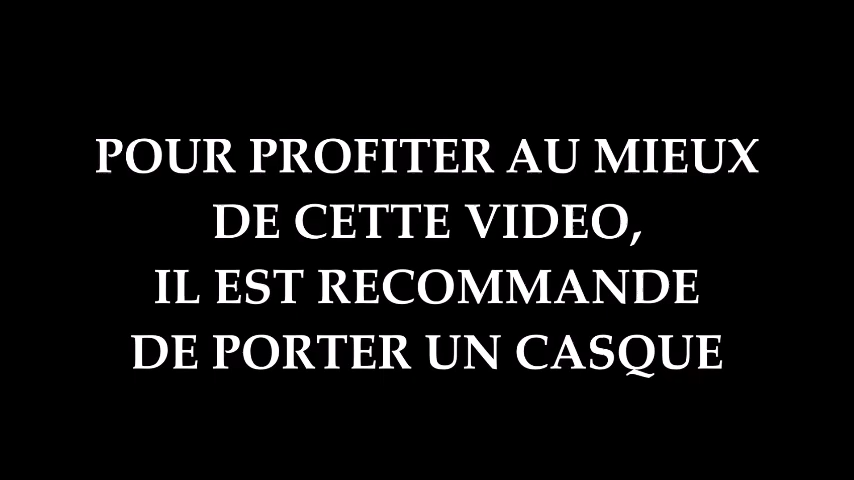 POUR PROFITER AU MIEUX
DE CETTE VIDEO,
IL EST RECOMMANDE
DE PORTER UN CASQUE